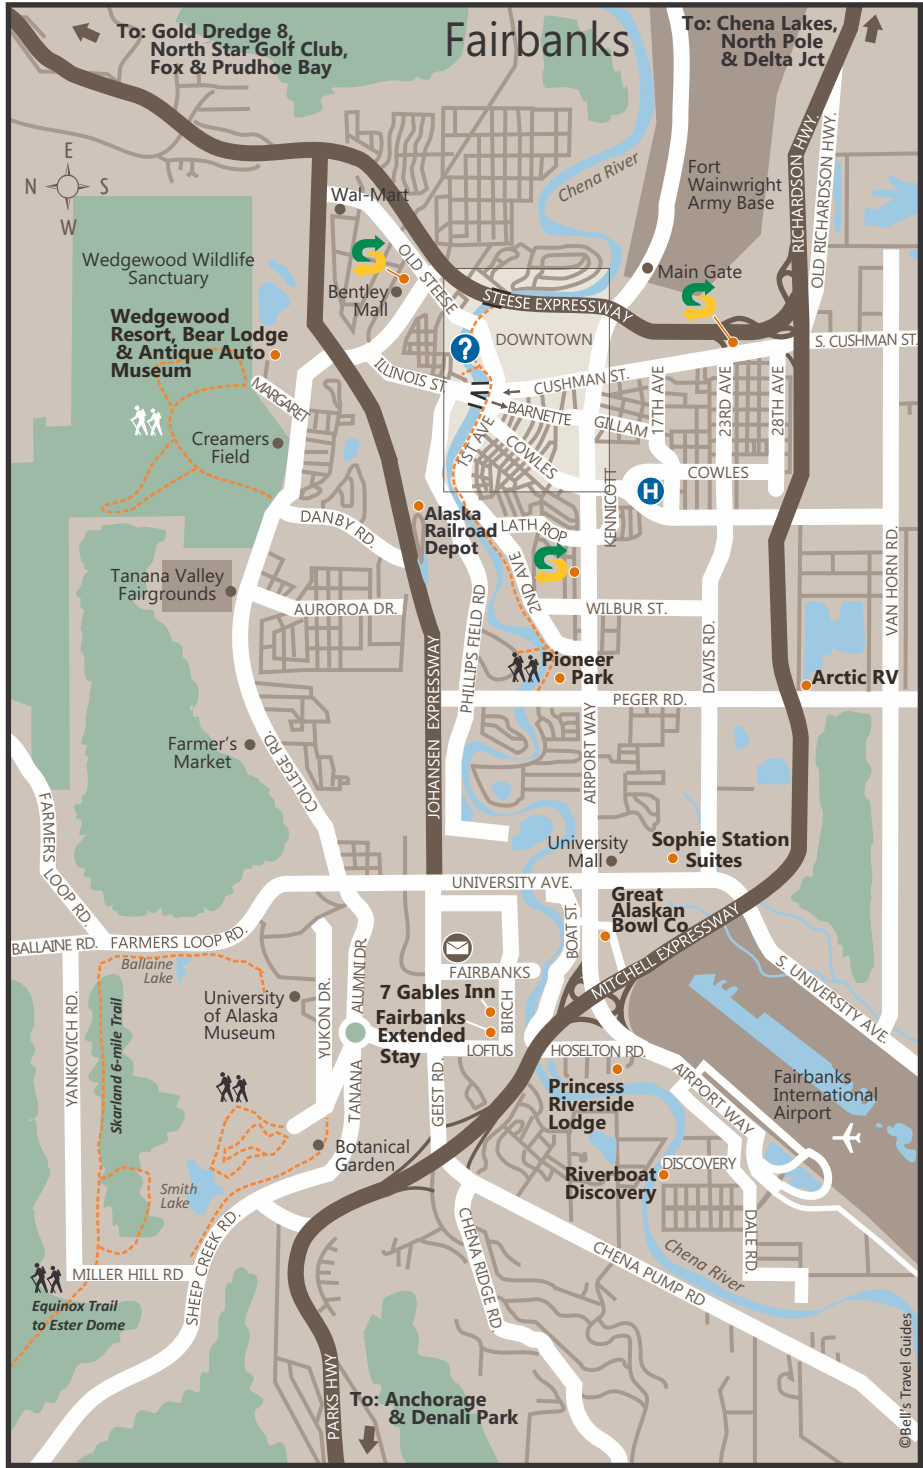 Fairbanks
To: Gold Dredge 8,
North Star Golf Club,
Fox & Prudhoe Bay
To: Chena Lakes,
North Pole
& Delta Jct
E
N
S
W
Chena River
Fort
Wainwright
Army Base
RICHARDSON HWY.
OLD RICHARDSON HWY.
Wal-Mart
Wedgewood Wildlife
Sanctuary
OLD STEESE
Bentley
Mall
Main Gate
STEESE EXPRESSWAY
Wedgewood
Resort, Bear Lodge
& Antique Auto
Museum
?
DOWNTOWN
S. CUSHMAN ST.
ILLINOIS ST.
CUSHMAN ST.
17TH AVE
23RD AVE
28TH AVE
MARGARET
BARNETTE
GILLAM
1ST AVE
COWLES
Creamers
Field
COWLES
H
KENNICOTT
Alaska
Railroad
Depot
DANBY RD.
LATHROP
VAN HORN RD.
Tanana Valley
Fairgrounds
AUROROA DR.
2ND AVE
WILBUR ST.
PHILLIPS FIELD RD
JOHANSEN EXPRESSWAY
DAVIS RD.
Pioneer
Park
Arctic RV
PEGER RD.
Farmer's
Market
COLLEGE RD.
AIRPORT WAY
FARMERS LOOP RD.
University
Mall
Sophie Station
Suites
UNIVERSITY AVE.
Great
Alaskan
Bowl Co.
BALLAINE RD.
FARMERS LOOP RD.
BOAT ST.
MITCHELL EXPRESSWAY
Ballaine
Lake
ALUMNI DR
FAIRBANKS
S. UNIVERSITY AVE.
YANKOVICH RD.
Skarland 6-mile Trail
University
of Alaska
Museum
YUKON DR.
7 Gables Inn
Fairbanks
Extended
Stay
BIRCH
LOFTUS
HOSELTON RD.
TANANA
GEIST RD.
Princess
Riverside
Lodge
AIRPORT WAY
Fairbanks
International
Airport
Botanical
Garden
Riverboat
Discovery
DISCOVERY
Smith
Lake
SHEEP CREEK RD.
CHENA RIDGE RD.
CHENA PUMP RD
Chena River
DALE RD.
MILLER HILL RD
Equinox Trail
to Ester Dome
PARKS HWY
To: Anchorage
& Denali Park
©Bell's Travel Guides